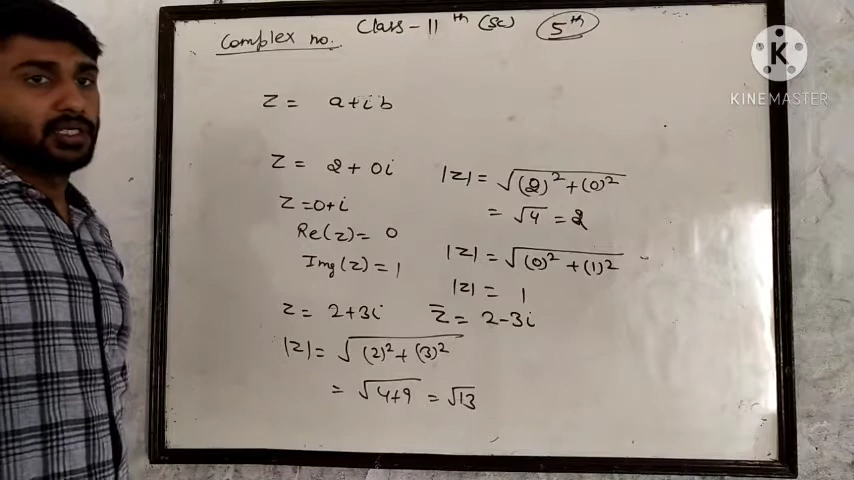 Complex no. Class-11th (Sc) 5th
K
KINEMASTER
z = a+ib
z = 2+0i
|z| = √(2)²+(0)²
= √4 = 2
z = 0+i
Re(z) = 0
Img(z) = 1
|z| = √(0)²+(1)²
|z| = 1
z = 2+3i
z̄ = 2-3i
|z| = √(2)²+(3)²
= √4+9 = √13